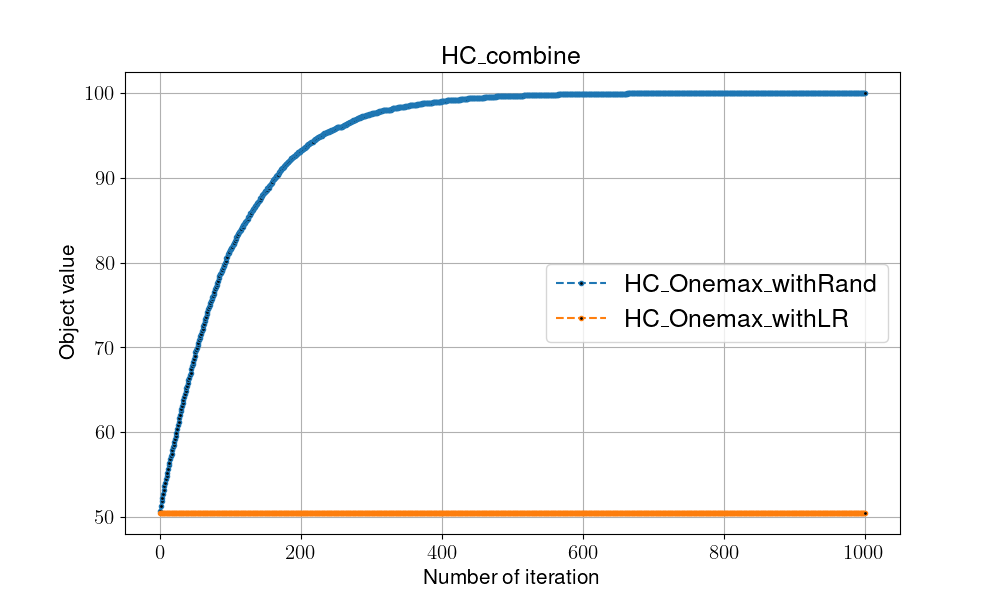 HC_combine
100
90
80
70
60
50
Object value
HC_Onemax_withRand
HC_Onemax_withLR
0 200 400 600 800 1000
Number of iteration